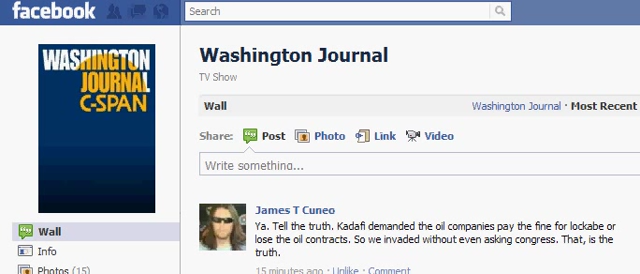 facebook
Search
WASHINGTON
JOURNAL
C-SPAN
Washington Journal
TV Show
Wall
Washington Journal · Most Recent
Share: Post Photo Link Video
Write something...
James T Cuneo
Ya. Tell the truth. Kadafi demanded the oil companies pay the fine for lockabe or
lose the oil contracts. So we invaded without even asking congress. That, is the
truth.
15 minutes ago · Unlike · Comment
Wall
Info
Photos (15)